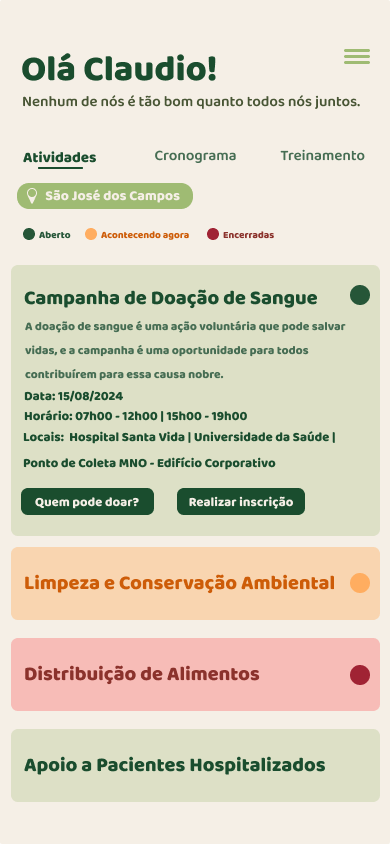 Olá Claudio!
Nenhum de nós é tão bom quanto todos nós juntos.
Atividades
Cronograma
Treinamento
São José dos Campos
Aberto
Acontecendo agora
Encerradas
Campanha de Doação de Sangue
A doação de sangue é uma ação voluntária que pode salvar
vidas, e a campanha é uma oportunidade para todos
contribuírem para essa causa nobre.
Data: 15/08/2024
Horário: 07h00 - 12h00 | 15h00 - 19h00
Locais: Hospital Santa Vida | Universidade da Saúde |
Ponto de Coleta MNO - Edifício Corporativo
Quem pode doar?
Realizar inscrição
Limpeza e Conservação Ambiental
Distribuição de Alimentos
Apoio a Pacientes Hospitalizados